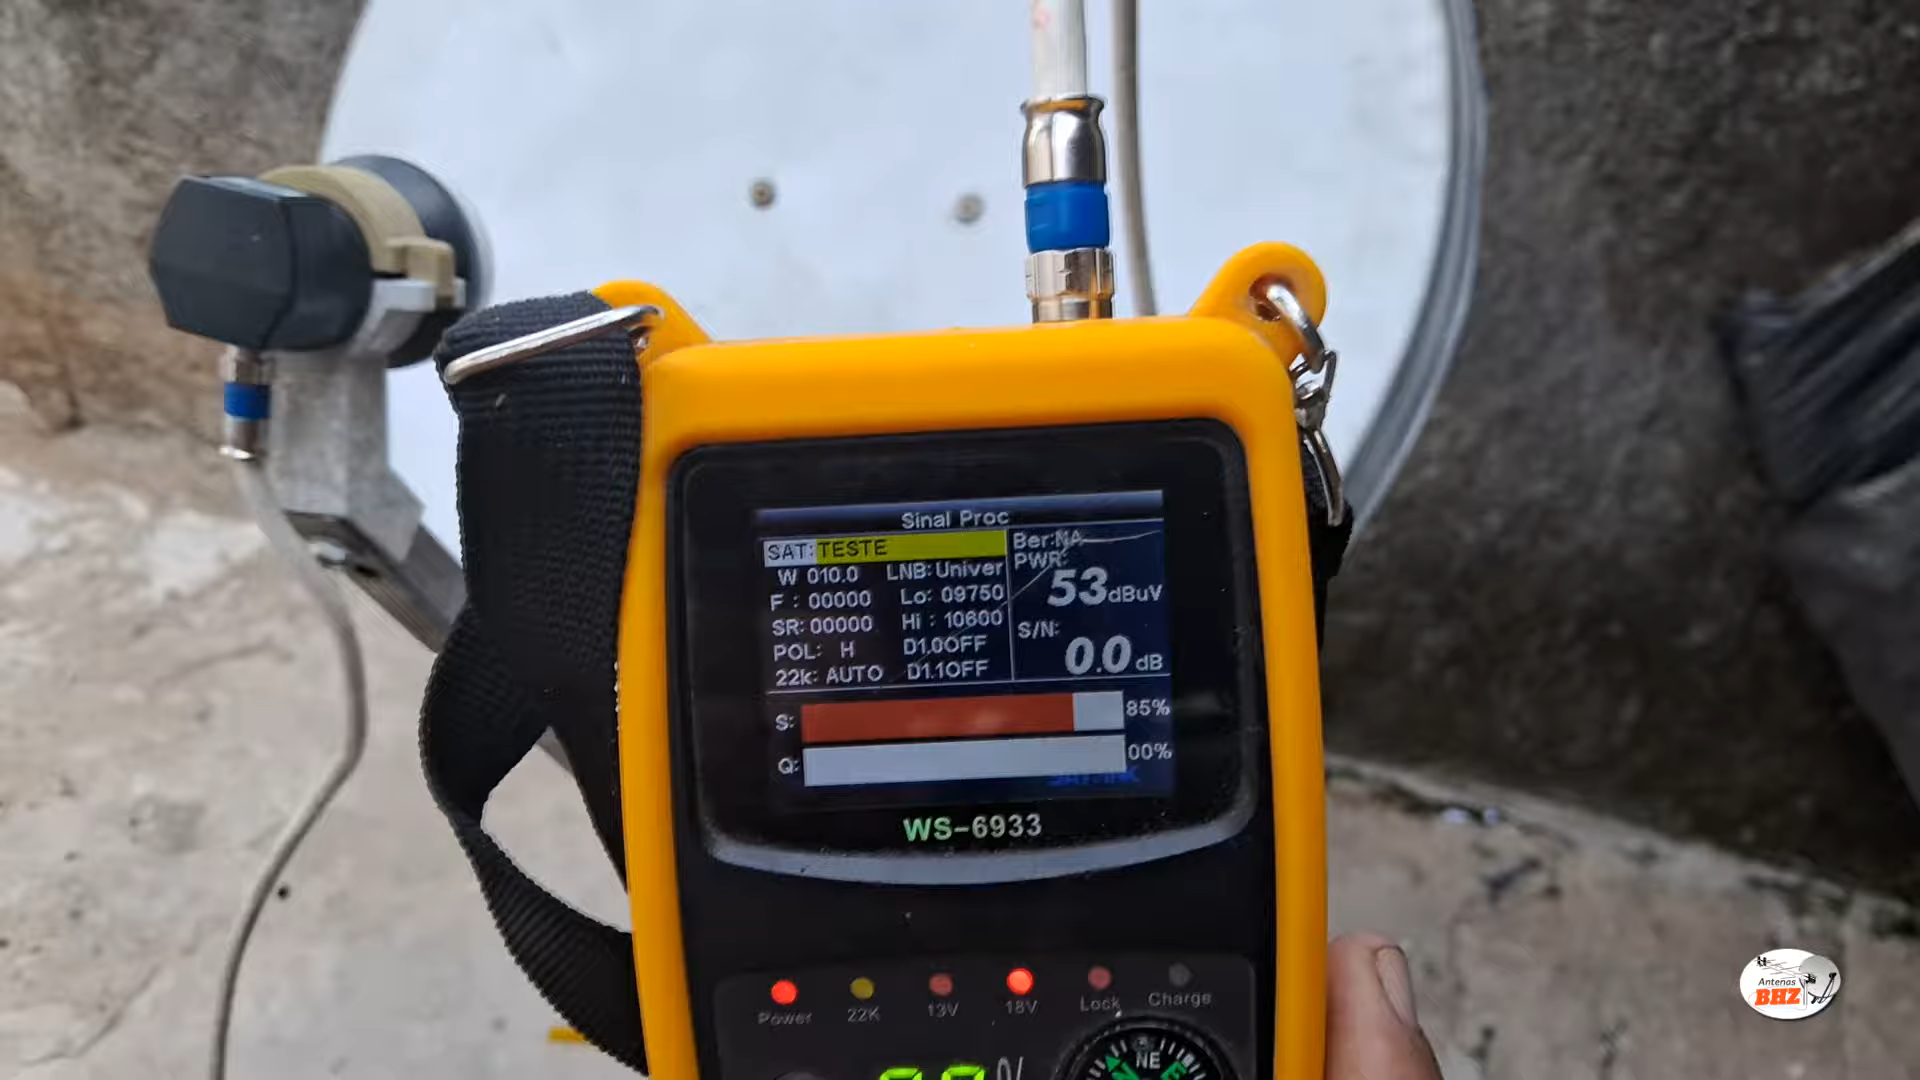 Sinal Proc
SAT: TESTE
W 010.0 LNB: Univer
F : 00000 Lo: 09750
SR: 00000 Hi : 10600
POL: H D1.0OFF
22k: AUTO D1.1OFF
Ber:NA
PWR:
53dBuV
S/N:
0.0 dB
S: 85%
Q: 00%
WS-6933
Power 22K 13V 18V Lock Charge
%
NE
E
Antenas
BHZ